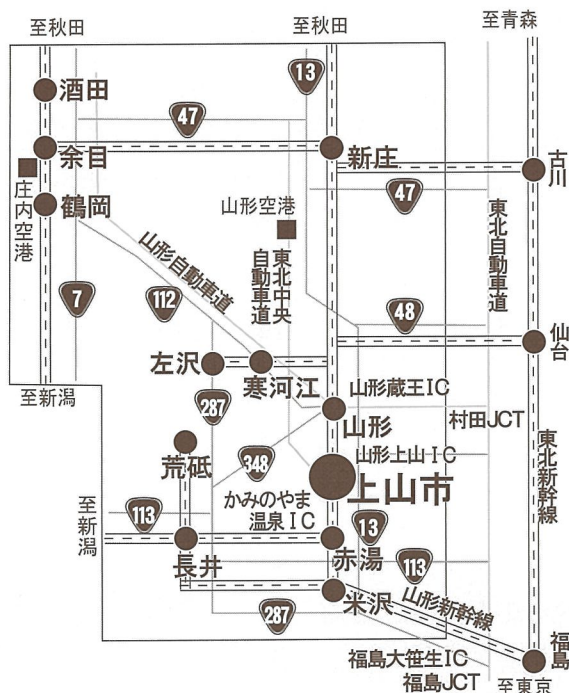 至秋田
至秋田
至青森
13
酒田
47
余目
新庄
古川
庄内空港
鶴岡
山形空港
47
東北自動車道
山形自動車道
東北中央
自動車道
7
112
48
仙台
左沢
寒河江
山形蔵王IC
至新潟
287
山形
村田JCT
荒砥
348
山形上山IC
上山市
東北新幹線
至新潟
113
かみのやま
温泉IC
13
長井
赤湯
113
米沢
山形新幹線
287
福島
福島大笹生IC
福島JCT
至東京